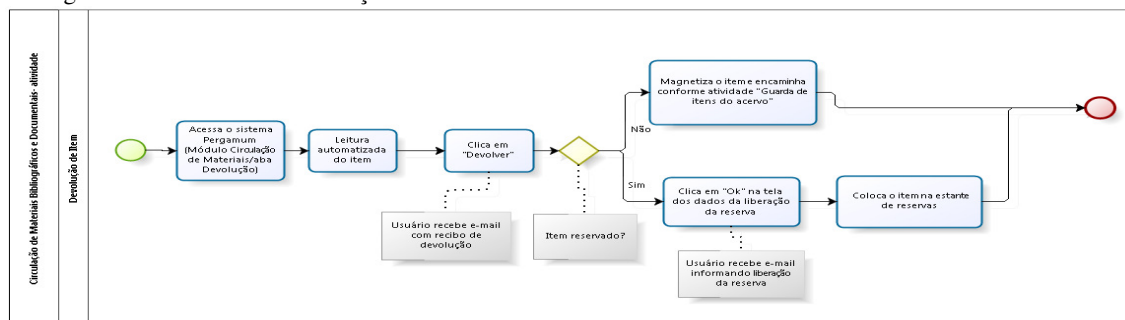 Circulação de Materiais Bibliográficos e Documentais- atividade
Devolução de Item
Acessa o sistema
Pergamum
(Módulo Circulação
de Materiais/aba
Devolução)
Leitura
automatizada
do item
Clica em
"Devolver"
Usuário recebe e-mail
com recibo de
devolução
Item reservado?
Não
Magnetiza o item e encaminha
conforme atividade "Guarda de
itens do acervo"
Sim
Clica em "Ok" na tela
dos dados da liberação
da reserva
Usuário recebe e-mail
informando liberação
da reserva
Coloca o item na estante
de reservas